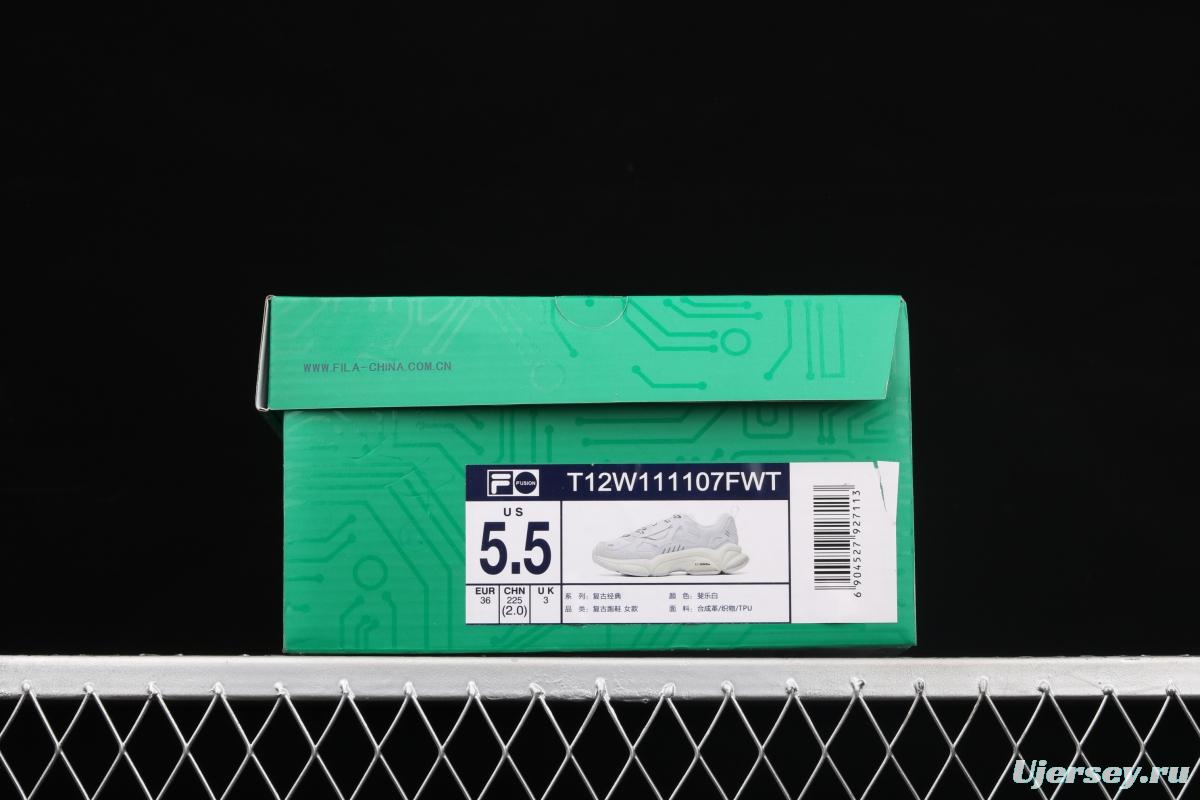 WWW.FILA-CHINA.COM.CN
F FUSION
T12W111107FWT
US
5.5
EUR
36
CHN
225
(2.0)
UK
3
系 列: 复古经典
颜 色: 斐乐白
品 类: 复古跑鞋 女款
面 料: 合成革/织物/TPU
6 904527 927113
Ujersey.ru